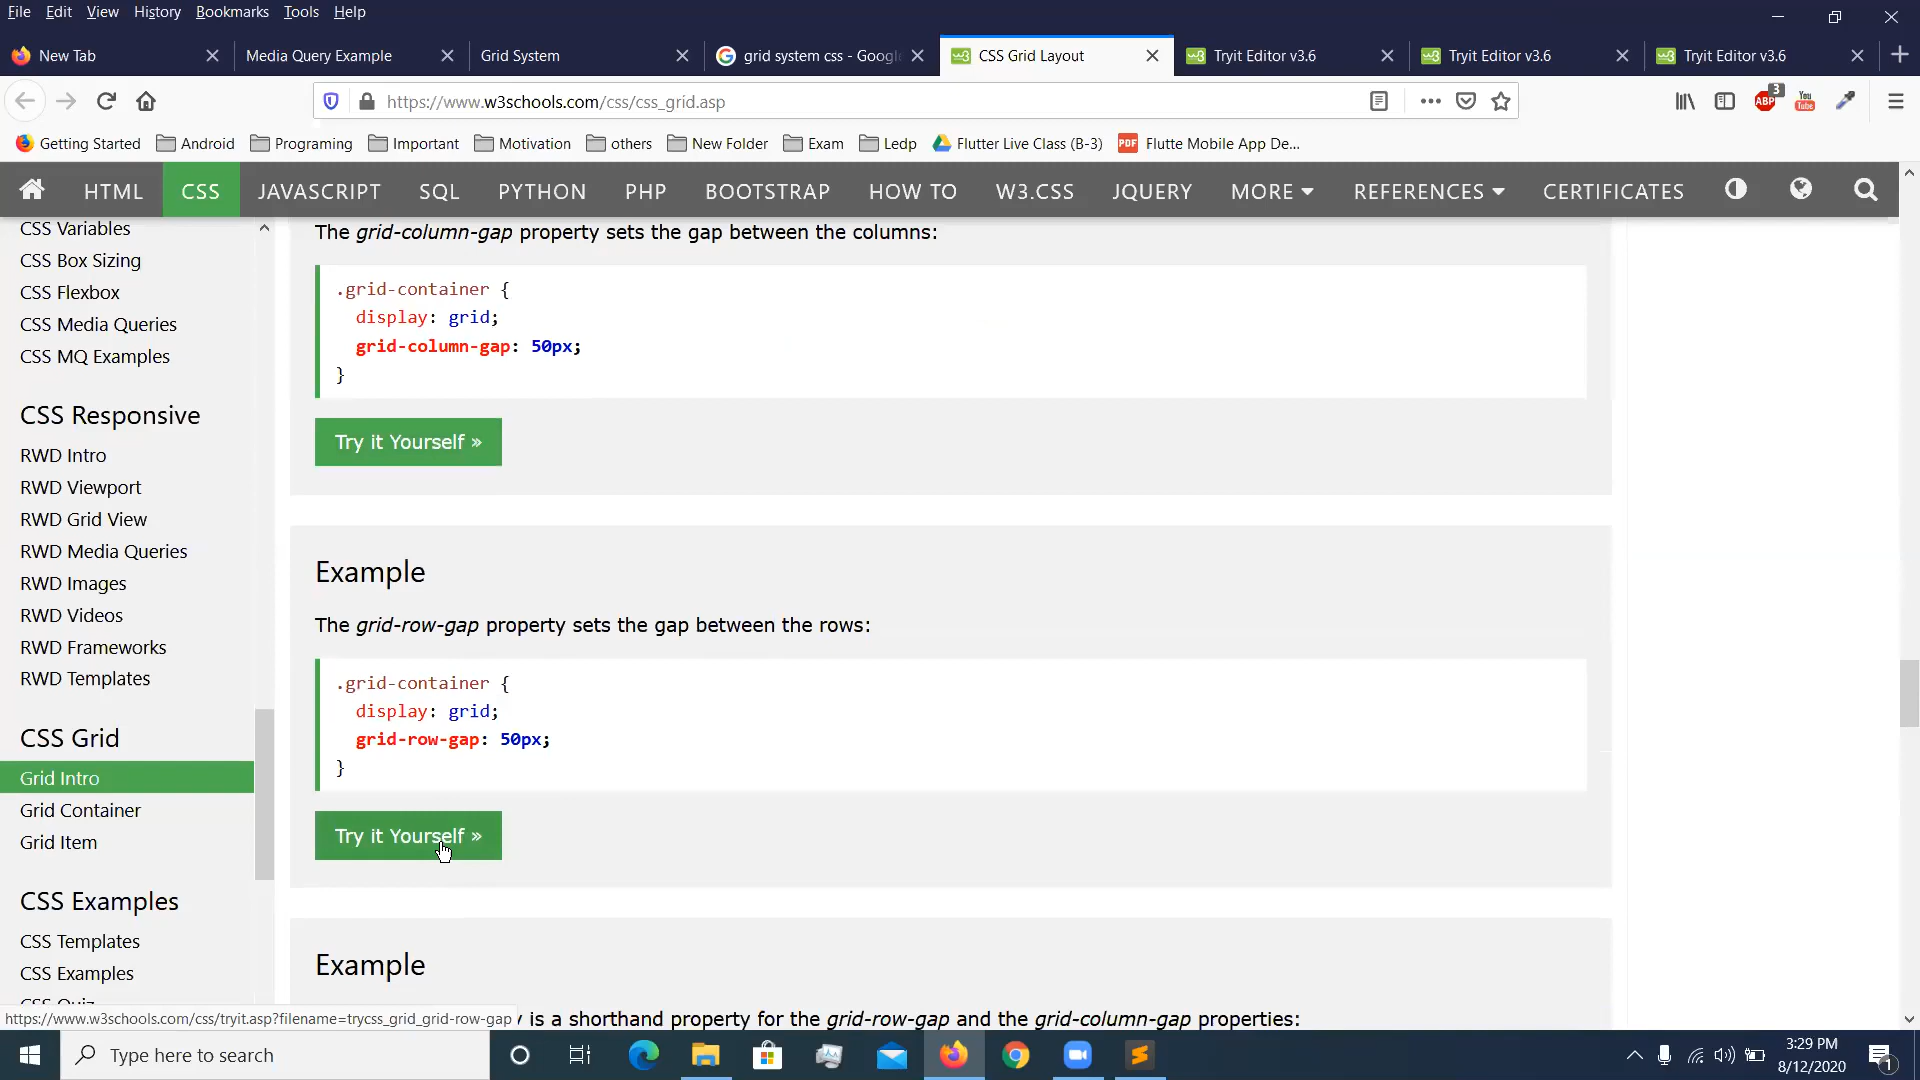 File Edit View History Bookmarks Tools Help
New Tab
Media Query Example
Grid System
grid system css - Googl
CSS Grid Layout
Tryit Editor v3.6
Tryit Editor v3.6
Tryit Editor v3.6
https://www.w3schools.com/css/css_grid.asp
ABP
3
You
Tube
Getting Started Android Programing Important Motivation others New Folder Exam Ledp Flutter Live Class (B-3) PDF Flutte Mobile App De...
HTML CSS JAVASCRIPT SQL PYTHON PHP BOOTSTRAP HOW TO W3.CSS JQUERY MORE REFERENCES CERTIFICATES
CSS Variables
CSS Box Sizing
CSS Flexbox
CSS Media Queries
CSS MQ Examples
CSS Responsive
RWD Intro
RWD Viewport
RWD Grid View
RWD Media Queries
RWD Images
RWD Videos
RWD Frameworks
RWD Templates
CSS Grid
Grid Intro
Grid Container
Grid Item
CSS Examples
CSS Templates
CSS Examples
The grid-column-gap property sets the gap between the columns:
.grid-container {
display: grid;
grid-column-gap: 50px;
}
Try it Yourself »
Example
The grid-row-gap property sets the gap between the rows:
.grid-container {
display: grid;
grid-row-gap: 50px;
}
Try it Yourself »
Example
y is a shorthand property for the grid-row-gap and the grid-column-gap properties:
https://www.w3schools.com/css/tryit.asp?filename=trycss_grid_grid-row-gap
Type here to search
3:29 PM
8/12/2020
1